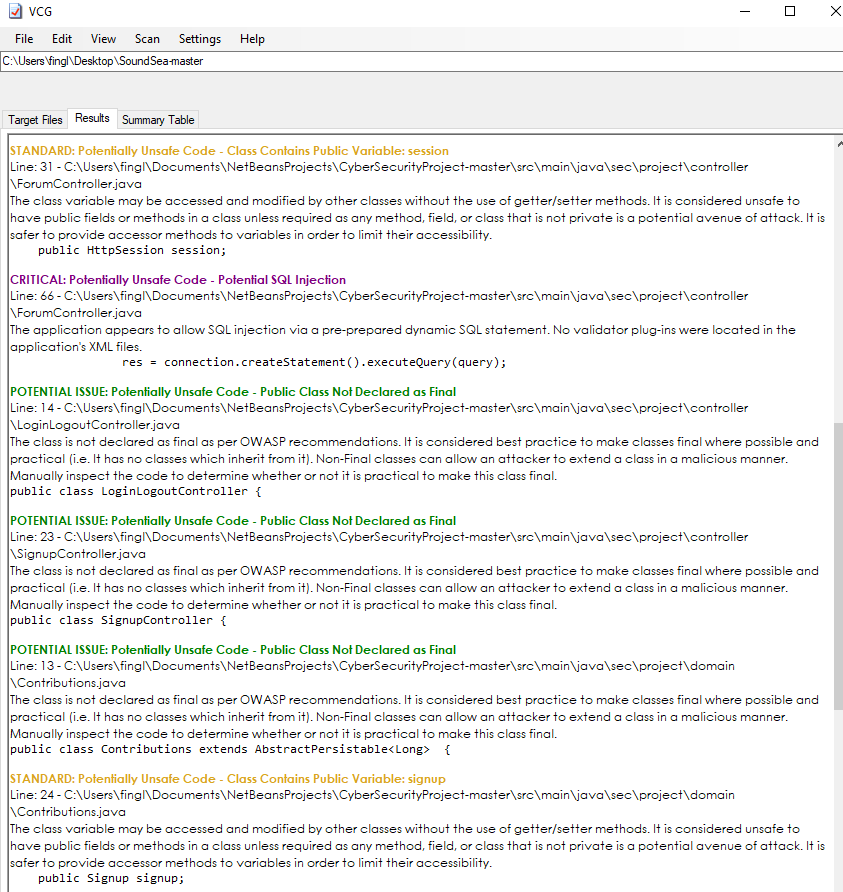 VCG
File Edit View Scan Settings Help
C:\Users\fingl\Desktop\SoundSea-master
Target Files Results Summary Table
STANDARD: Potentially Unsafe Code - Class Contains Public Variable: session
Line: 31 - C:\Users\fingl\Documents\NetBeansProjects\CyberSecurityProject-master\src\main\java\sec\project\controller
\ForumController.java
The class variable may be accessed and modified by other classes without the use of getter/setter methods. It is considered unsafe to
have public fields or methods in a class unless required as any method, field, or class that is not private is a potential avenue of attack. It is
safer to provide accessor methods to variables in order to limit their accessibility.
public HttpSession session;
CRITICAL: Potentially Unsafe Code - Potential SQL Injection
Line: 66 - C:\Users\fingl\Documents\NetBeansProjects\CyberSecurityProject-master\src\main\java\sec\project\controller
\ForumController.java
The application appears to allow SQL injection via a pre-prepared dynamic SQL statement. No validator plug-ins were located in the
application's XML files.
res = connection.createStatement().executeQuery(query);
POTENTIAL ISSUE: Potentially Unsafe Code - Public Class Not Declared as Final
Line: 14 - C:\Users\fingl\Documents\NetBeansProjects\CyberSecurityProject-master\src\main\java\sec\project\controller
\LoginLogoutController.java
The class is not declared as final as per OWASP recommendations. It is considered best practice to make classes final where possible and
practical (i.e. It has no classes which inherit from it). Non-Final classes can allow an attacker to extend a class in a malicious manner.
Manually inspect the code to determine whether or not it is practical to make this class final.
public class LoginLogoutController {
POTENTIAL ISSUE: Potentially Unsafe Code - Public Class Not Declared as Final
Line: 23 - C:\Users\fingl\Documents\NetBeansProjects\CyberSecurityProject-master\src\main\java\sec\project\controller
\SignupController.java
The class is not declared as final as per OWASP recommendations. It is considered best practice to make classes final where possible and
practical (i.e. It has no classes which inherit from it). Non-Final classes can allow an attacker to extend a class in a malicious manner.
Manually inspect the code to determine whether or not it is practical to make this class final.
public class SignupController {
POTENTIAL ISSUE: Potentially Unsafe Code - Public Class Not Declared as Final
Line: 13 - C:\Users\fingl\Documents\NetBeansProjects\CyberSecurityProject-master\src\main\java\sec\project\domain
\Contributions.java
The class is not declared as final as per OWASP recommendations. It is considered best practice to make classes final where possible and
practical (i.e. It has no classes which inherit from it). Non-Final classes can allow an attacker to extend a class in a malicious manner.
Manually inspect the code to determine whether or not it is practical to make this class final.
public class Contributions extends AbstractPersistable<Long> {
STANDARD: Potentially Unsafe Code - Class Contains Public Variable: signup
Line: 24 - C:\Users\fingl\Documents\NetBeansProjects\CyberSecurityProject-master\src\main\java\sec\project\domain
\Contributions.java
The class variable may be accessed and modified by other classes without the use of getter/setter methods. It is considered unsafe to
have public fields or methods in a class unless required as any method, field, or class that is not private is a potential avenue of attack. It is
safer to provide accessor methods to variables in order to limit their accessibility.
public Signup signup;